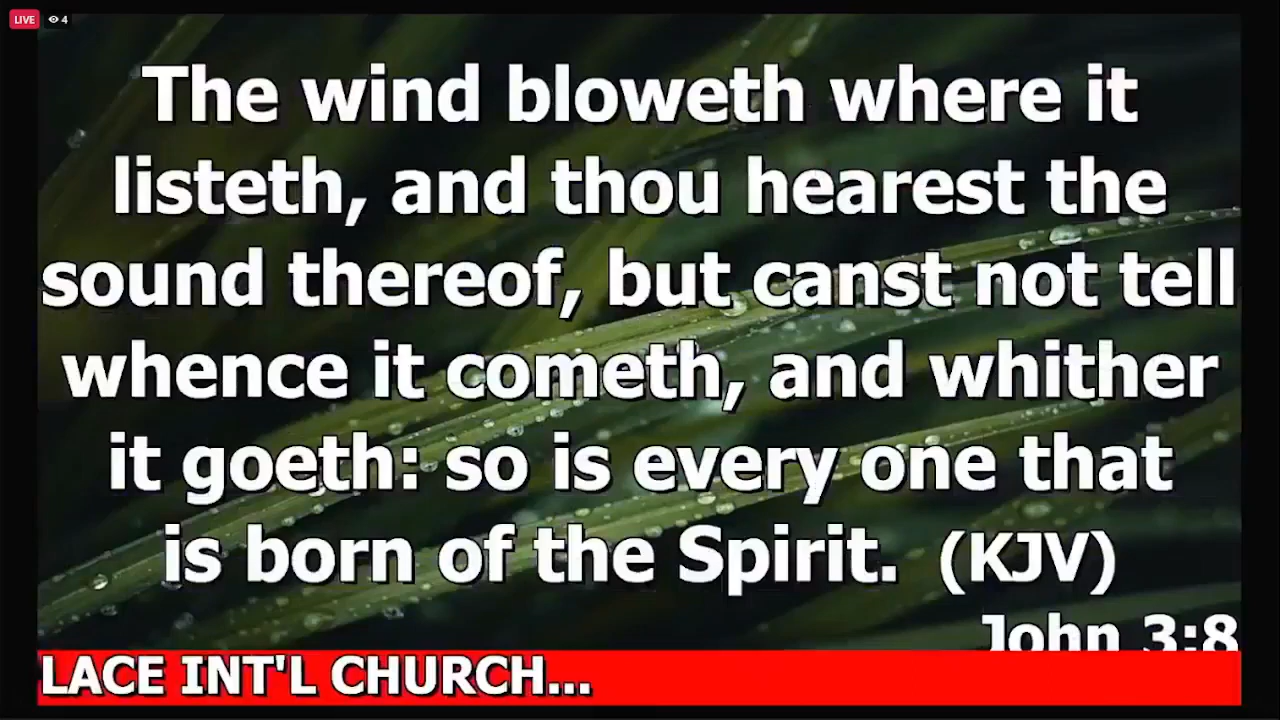 LIVE 4
The wind bloweth where it
listeth, and thou hearest the
sound thereof, but canst not tell
whence it cometh, and whither
it goeth: so is every one that
is born of the Spirit. (KJV)
John 3:8
LACE INT'L CHURCH...